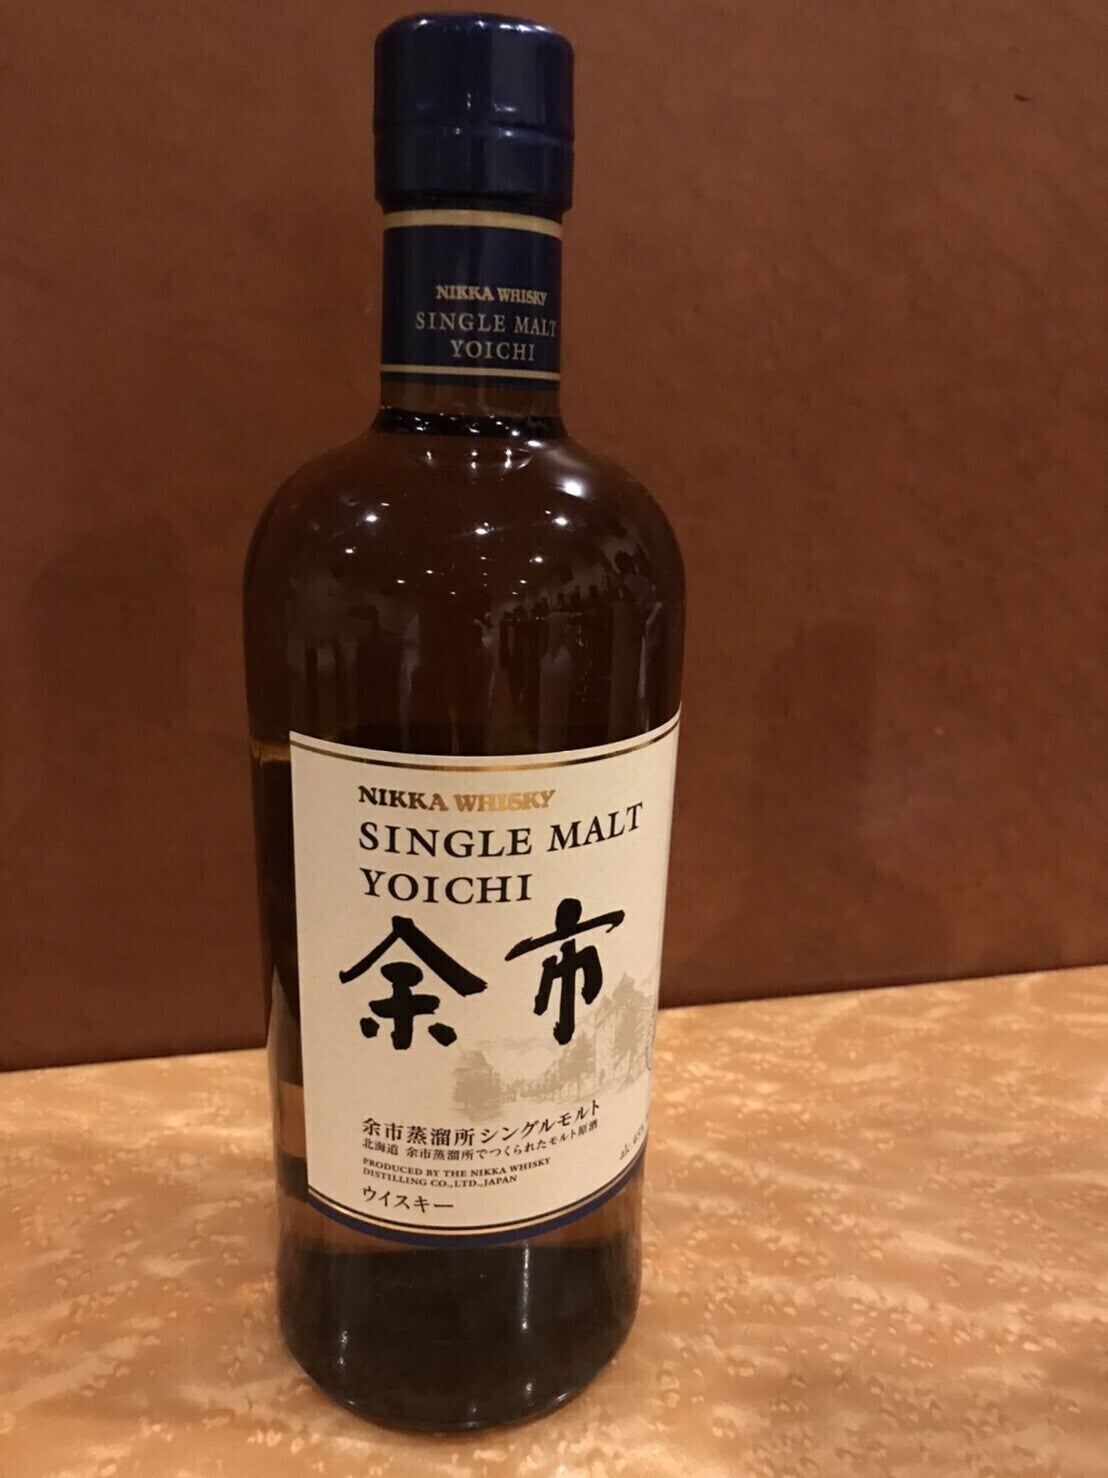 NIKKA WHISKY
SINGLE MALT
YOICHI
NIKKA WHISKY
SINGLE MALT
YOICHI
余市
余市蒸溜所シングルモルト
北海道 余市蒸溜所でつくられたモルト原酒
PRODUCED BY THE NIKKA WHISKY
DISTILLING CO.,LTD.,JAPAN
ウイスキー
alc. 45%